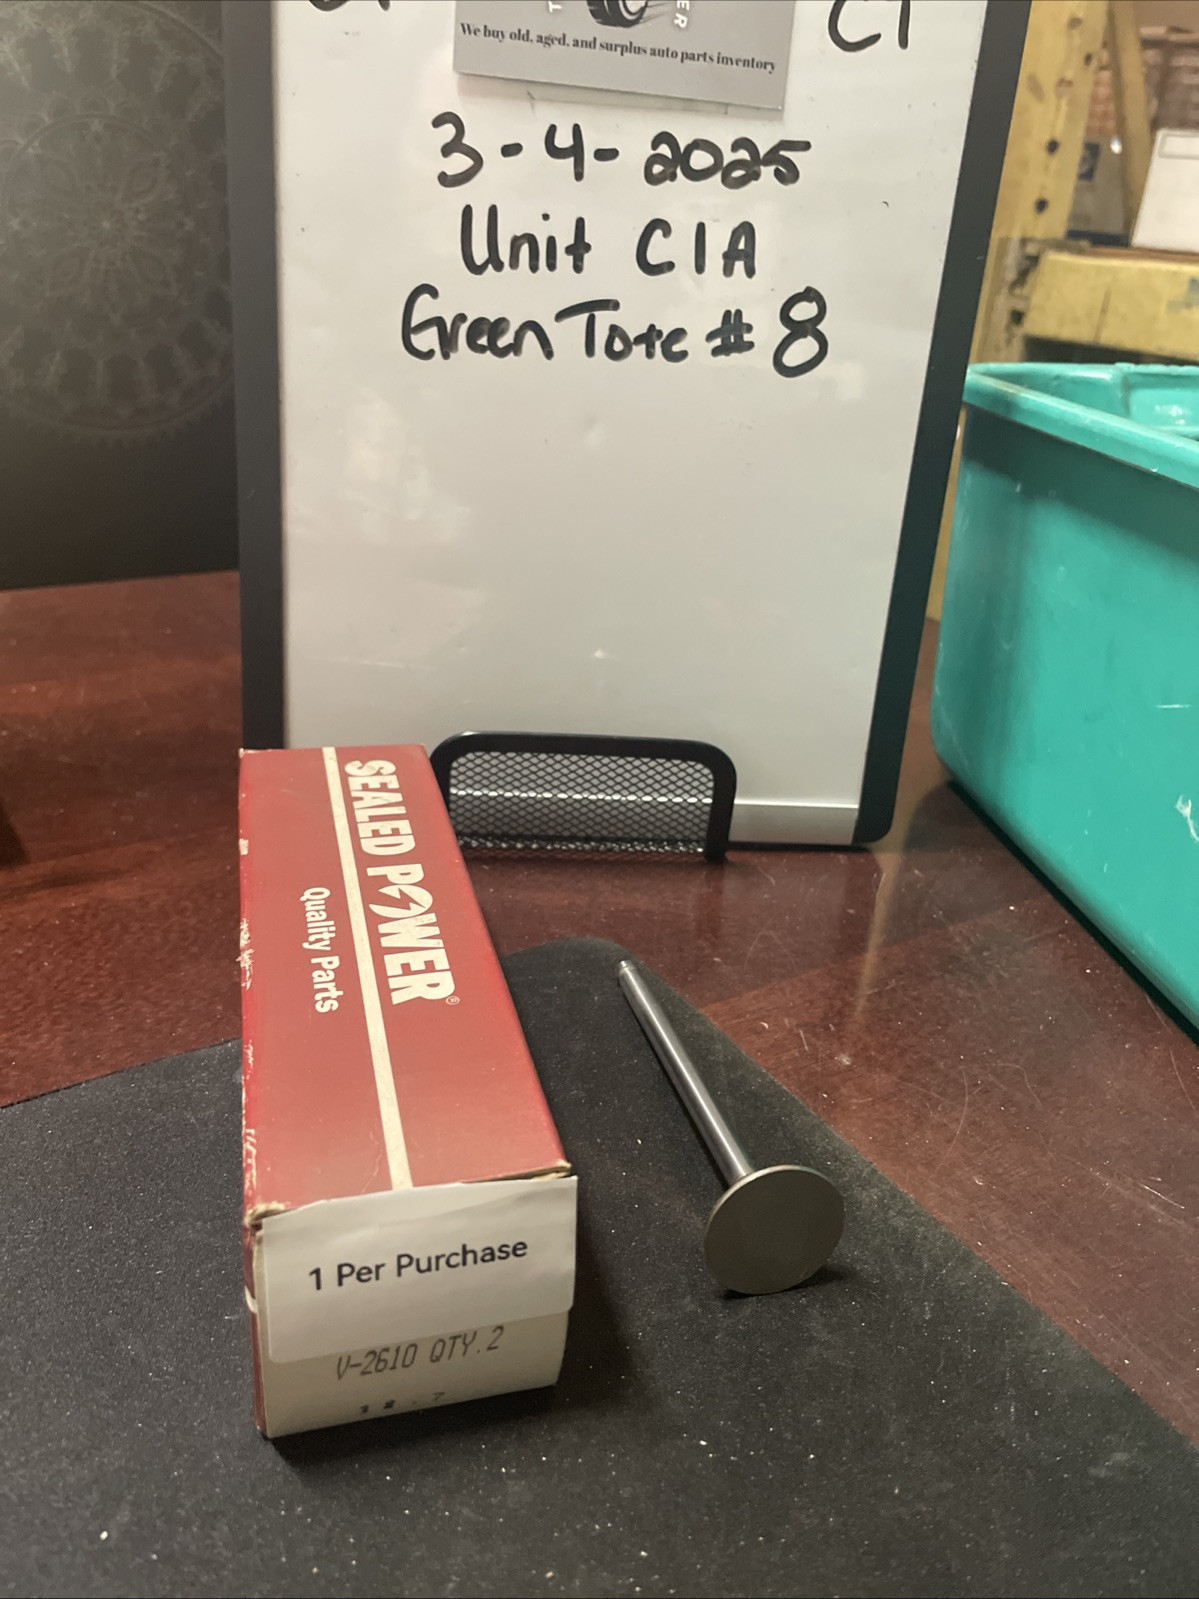 We buy old, aged, and surplus auto parts inventory
3-4-2025
Unit C1A
Green Tote # 8
SEALED POWER®
Quality Parts
1 Per Purchase
V-2610 QTY.2